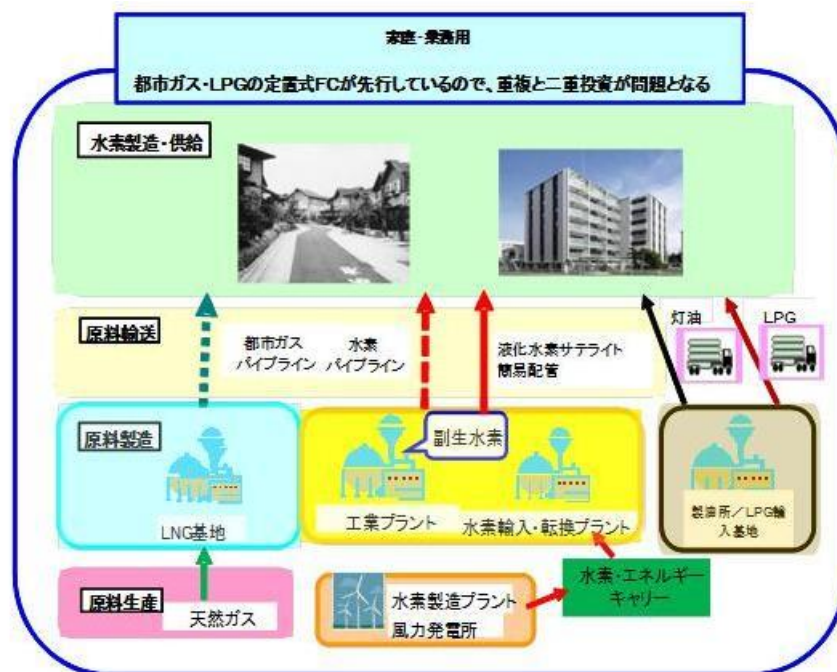 家庭・業務用
都市ガス・LPGの定置式FCが先行しているので、重複と二重投資が問題となる
水素製造・供給
原料輸送
都市ガス
パイプライン
水素
パイプライン
液化水素サテライト
簡易配管
灯油
LPG
原料製造
副生水素
LNG基地
工業プラント
水素輸入・転換プラント
製油所／LPG輸
入基地
原料生産
天然ガス
水素製造プラント
風力発電所
水素・エネルギー
キャリー